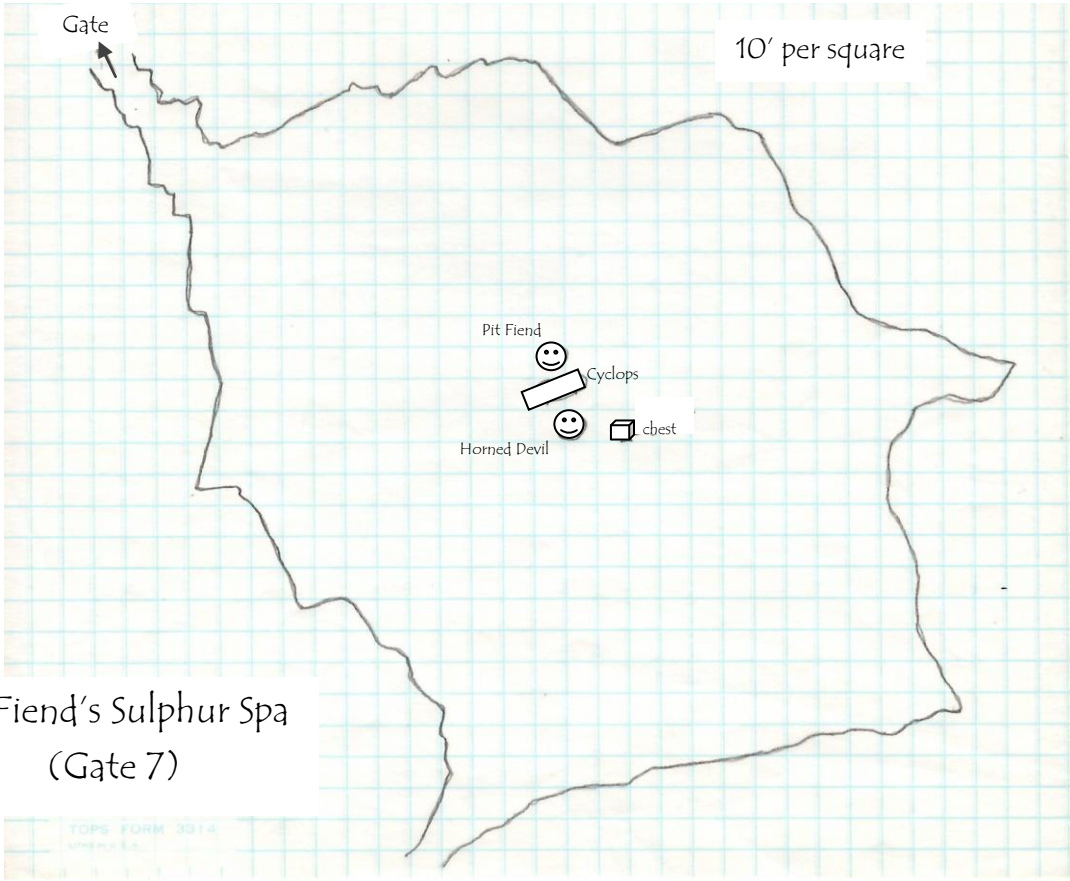 Gate
10' per square
Pit Fiend
Cyclops
chest
Horned Devil
Fiend's Sulphur Spa
(Gate 7)
TOPS FORM 3314